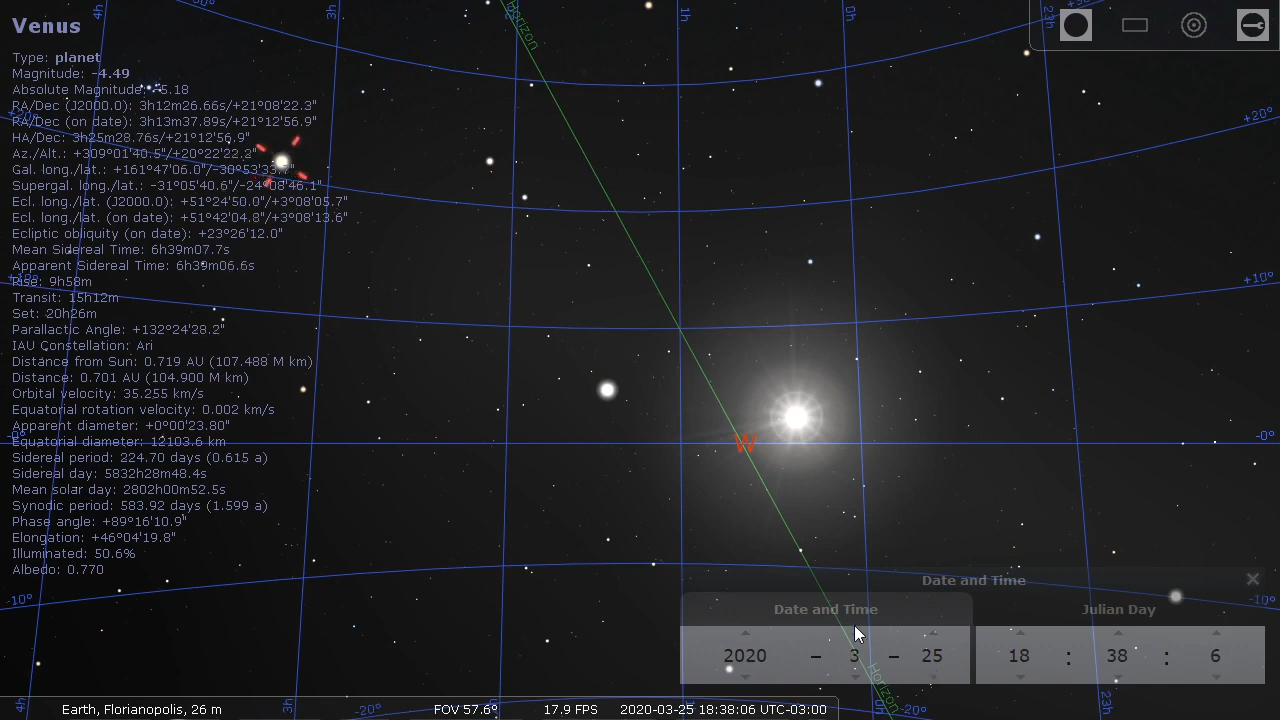 Venus
Type: planet
Magnitude: -4.49
Absolute Magnitude: -5.18
RA/Dec (J2000.0): 3h12m26.66s/+21°08'22.3"
RA/Dec (on date): 3h13m37.89s/+21°12'56.9"
HA/Dec: 3h25m28.76s/+21°12'56.9"
Az./Alt.: +309°01'40.5"/+20°22'22.2"
Gal. long./lat.: +161°47'06.0"/-30°53'33.7"
Supergal. long./lat.: -31°05'40.6"/-24°08'46.1"
Ecl. long./lat. (J2000.0): +51°24'50.0"/+3°08'05.7"
Ecl. long./lat. (on date): +51°42'04.8"/+3°08'13.6"
Ecliptic obliquity (on date): +23°26'12.0"
Mean Sidereal Time: 6h39m07.7s
Apparent Sidereal Time: 6h39m06.6s
Rise: 9h58m
Transit: 15h12m
Set: 20h26m
Parallactic Angle: +132°24'28.2"
IAU Constellation: Ari
Distance from Sun: 0.719 AU (107.488 M km)
Distance: 0.701 AU (104.900 M km)
Orbital velocity: 35.255 km/s
Equatorial rotation velocity: 0.002 km/s
Apparent diameter: +0°00'23.80"
Equatorial diameter: 12103.6 km
Sidereal period: 224.70 days (0.615 a)
Sidereal day: 5832h28m48.4s
Mean solar day: 2802h00m52.5s
Synodic period: 583.92 days (1.599 a)
Phase angle: +89°16'10.9"
Elongation: +46°04'19.8"
Illuminated: 50.6%
Albedo: 0.770
4h
3h
1h
0h
23h
Horizon
+20°
+20°
+10°
+10°
W
-0°
-0°
-10°
-10°
Date and Time
Date and Time
Julian Day
2020 - 3 - 25
18 : 38 : 6
Horizon
4h
3h
-20°
0h
-20°
23h
Earth, Florianopolis, 26 m
FOV 57.6°
17.9 FPS
2020-03-25 18:38:06 UTC-03:00